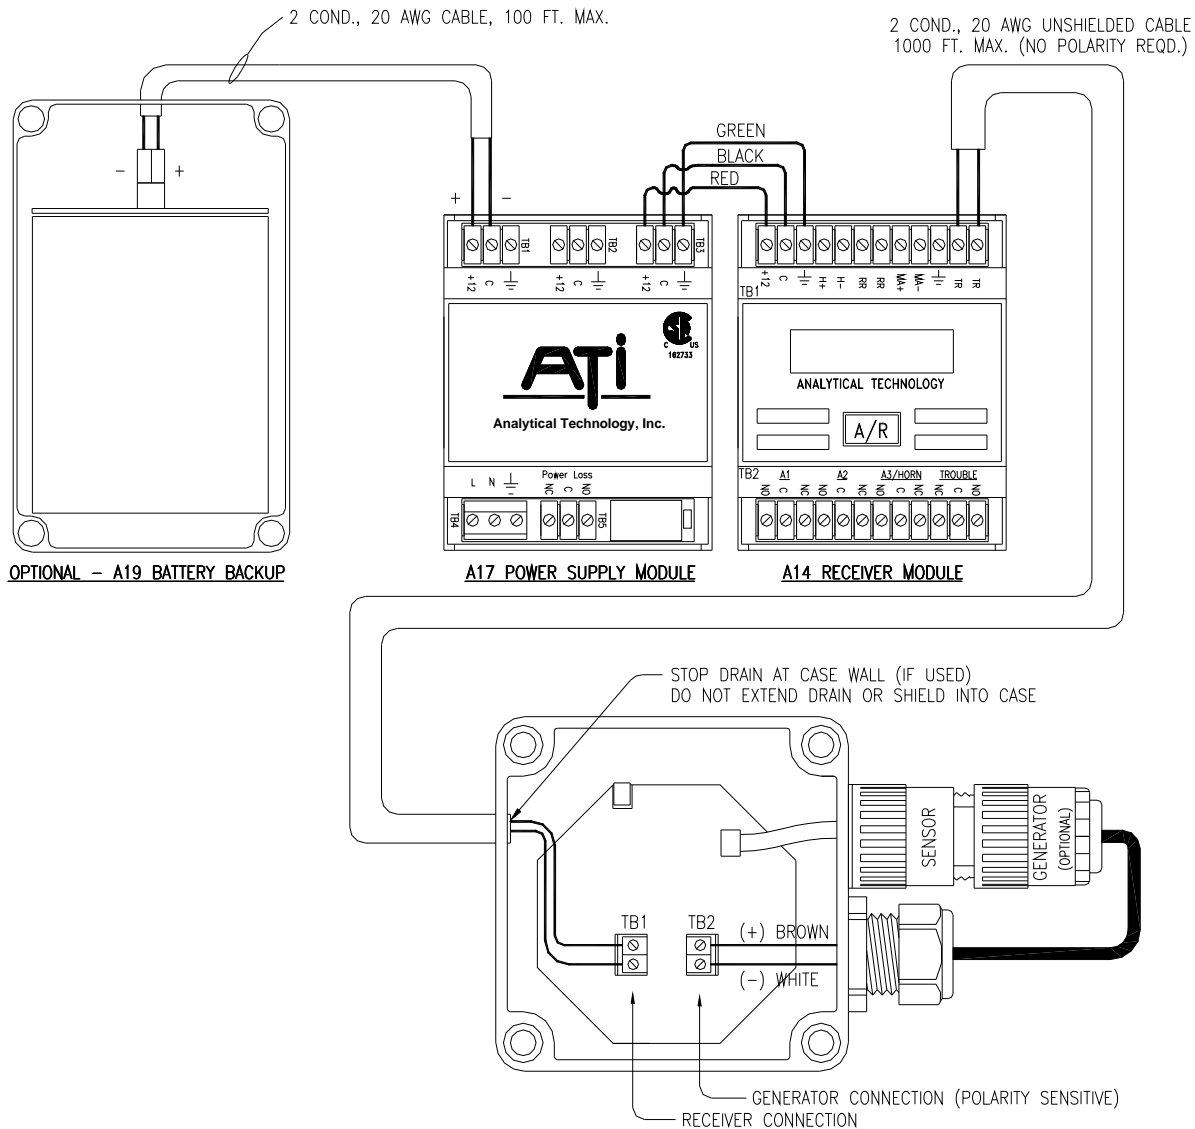 2 COND., 20 AWG CABLE, 100 FT. MAX.
2 COND., 20 AWG UNSHIELDED CABLE
1000 FT. MAX. (NO POLARITY REQD.)
GREEN
BLACK
RED
- +
+ -
TB1 TB2 TB3
+12 C +12 C +12 C
+12 C H+ H- RR RR MA+ MA- TR TR
TB1
CSA
C US
162733
ATi
Analytical Technology, Inc.
ANALYTICAL TECHNOLOGY
A/R
L N
Power Loss
NC C NO
TB4 TB5
TB2 A1 A2 A3/HORN TROUBLE
NO C NC NO C NC NO C NC NC C NO
OPTIONAL - A19 BATTERY BACKUP
A17 POWER SUPPLY MODULE
A14 RECEIVER MODULE
STOP DRAIN AT CASE WALL (IF USED)
DO NOT EXTEND DRAIN OR SHIELD INTO CASE
SENSOR
GENERATOR
(OPTIONAL)
TB1 TB2
(+) BROWN
(-) WHITE
GENERATOR CONNECTION (POLARITY SENSITIVE)
RECEIVER CONNECTION